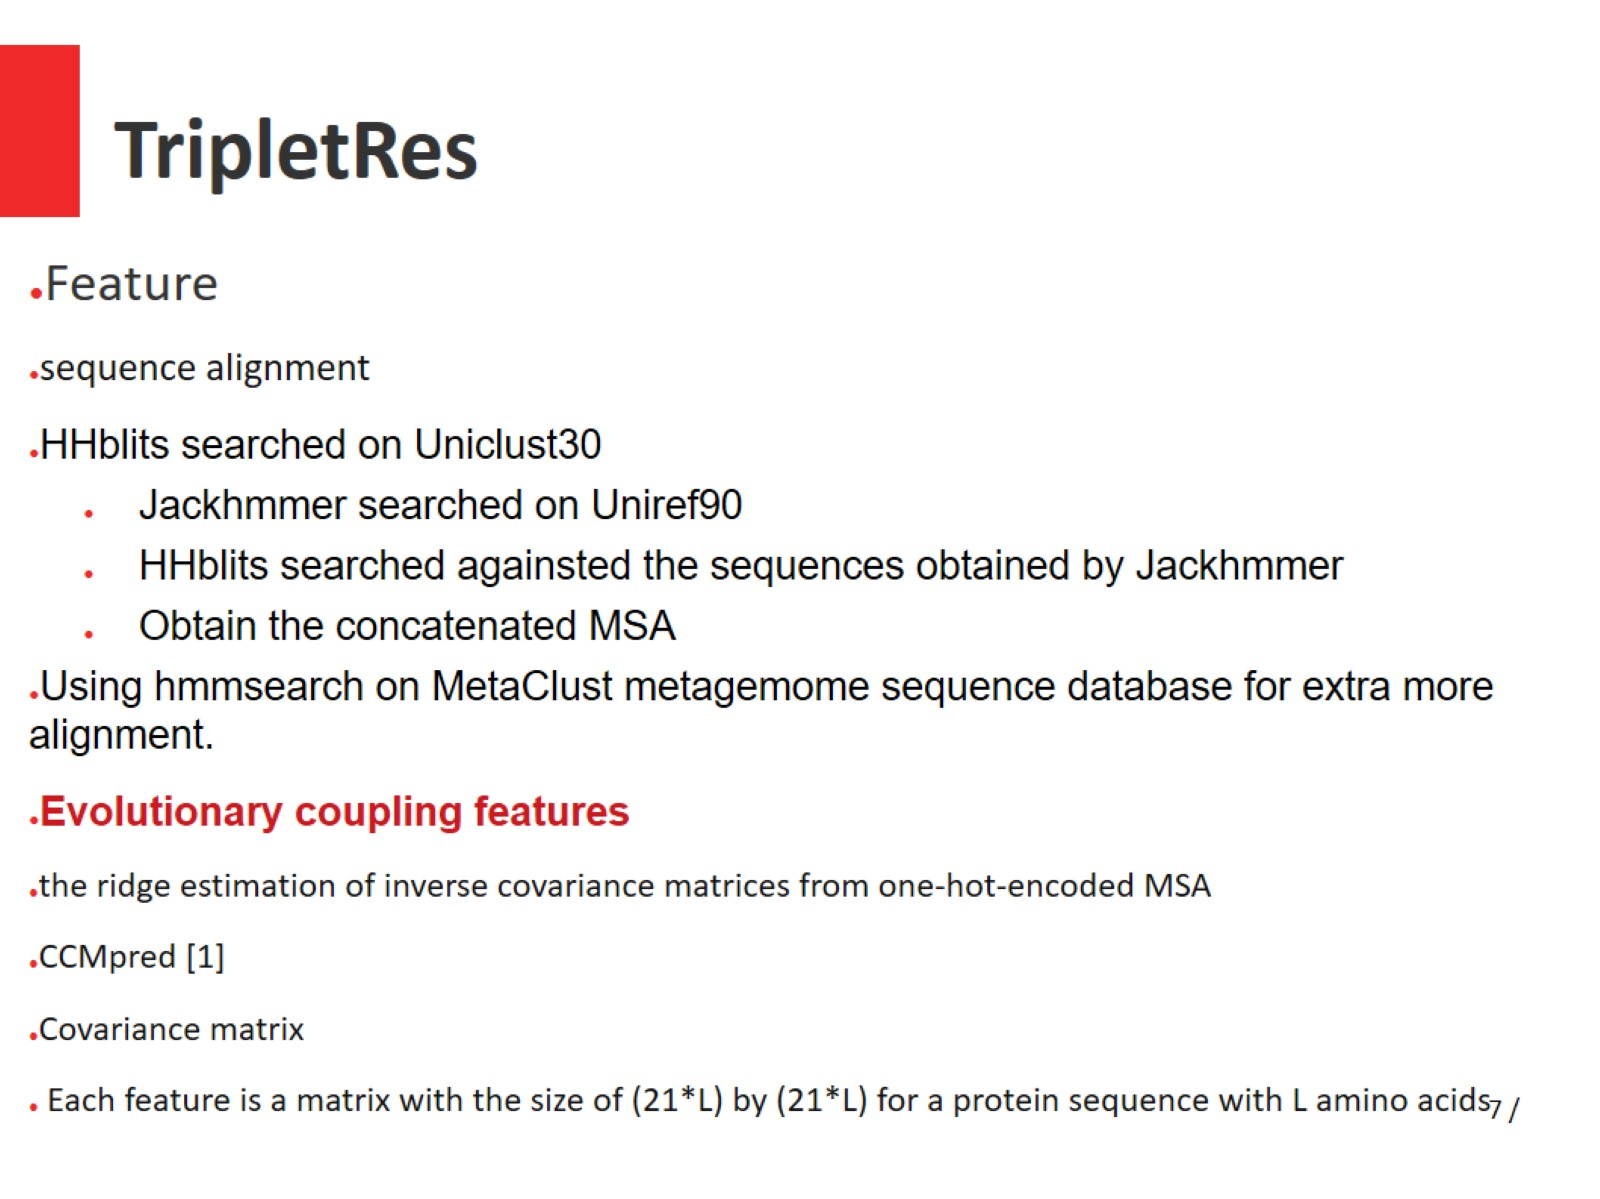 TripletRes
•Feature
•sequence alignment
•HHblits searched on Uniclust30
• Jackhmmer searched on Uniref90
• HHblits searched againsted the sequences obtained by Jackhmmer
• Obtain the concatenated MSA
•Using hmmsearch on MetaClust metagemome sequence database for extra more
alignment.
•Evolutionary coupling features
•the ridge estimation of inverse covariance matrices from one-hot-encoded MSA
•CCMpred [1]
•Covariance matrix
• Each feature is a matrix with the size of (21*L) by (21*L) for a protein sequence with L amino acids
7 /